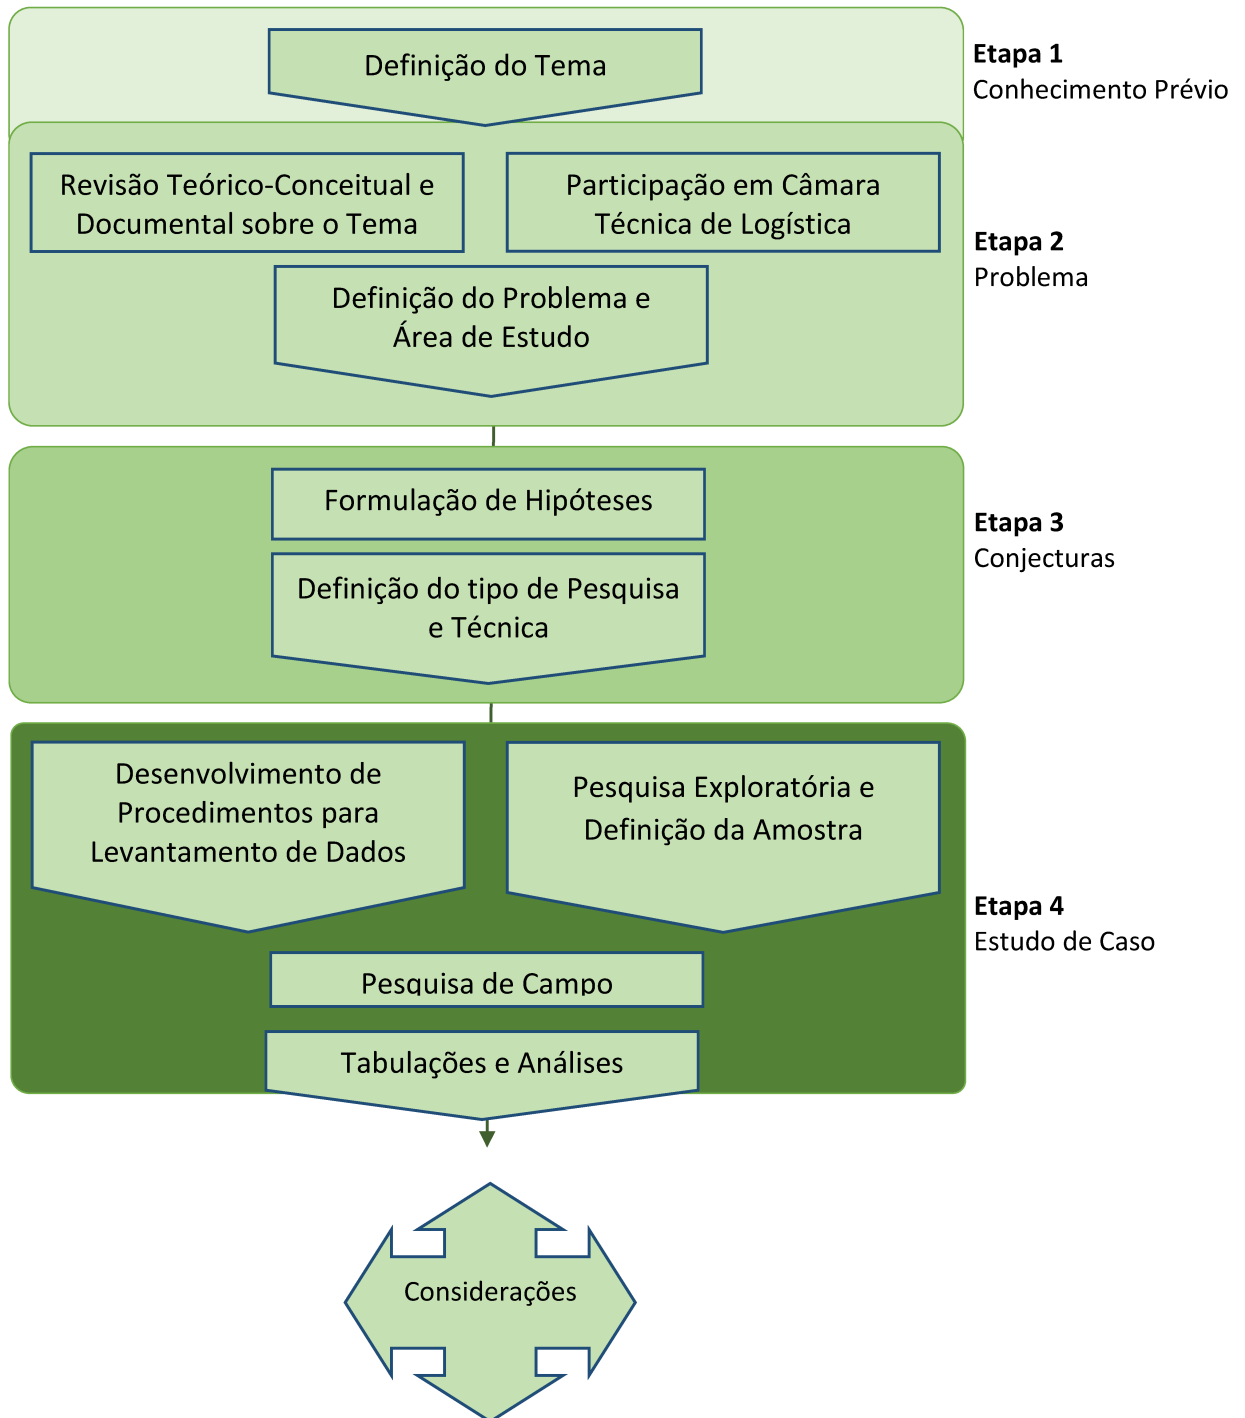 Definição do Tema
Etapa 1
Conhecimento Prévio
Revisão Teórico-Conceitual e
Documental sobre o Tema
Participação em Câmara
Técnica de Logística
Etapa 2
Problema
Definição do Problema e
Área de Estudo
Formulação de Hipóteses
Etapa 3
Conjecturas
Definição do tipo de Pesquisa
e Técnica
Desenvolvimento de
Procedimentos para
Levantamento de Dados
Pesquisa Exploratória e
Definição da Amostra
Etapa 4
Estudo de Caso
Pesquisa de Campo
Tabulações e Análises
Considerações